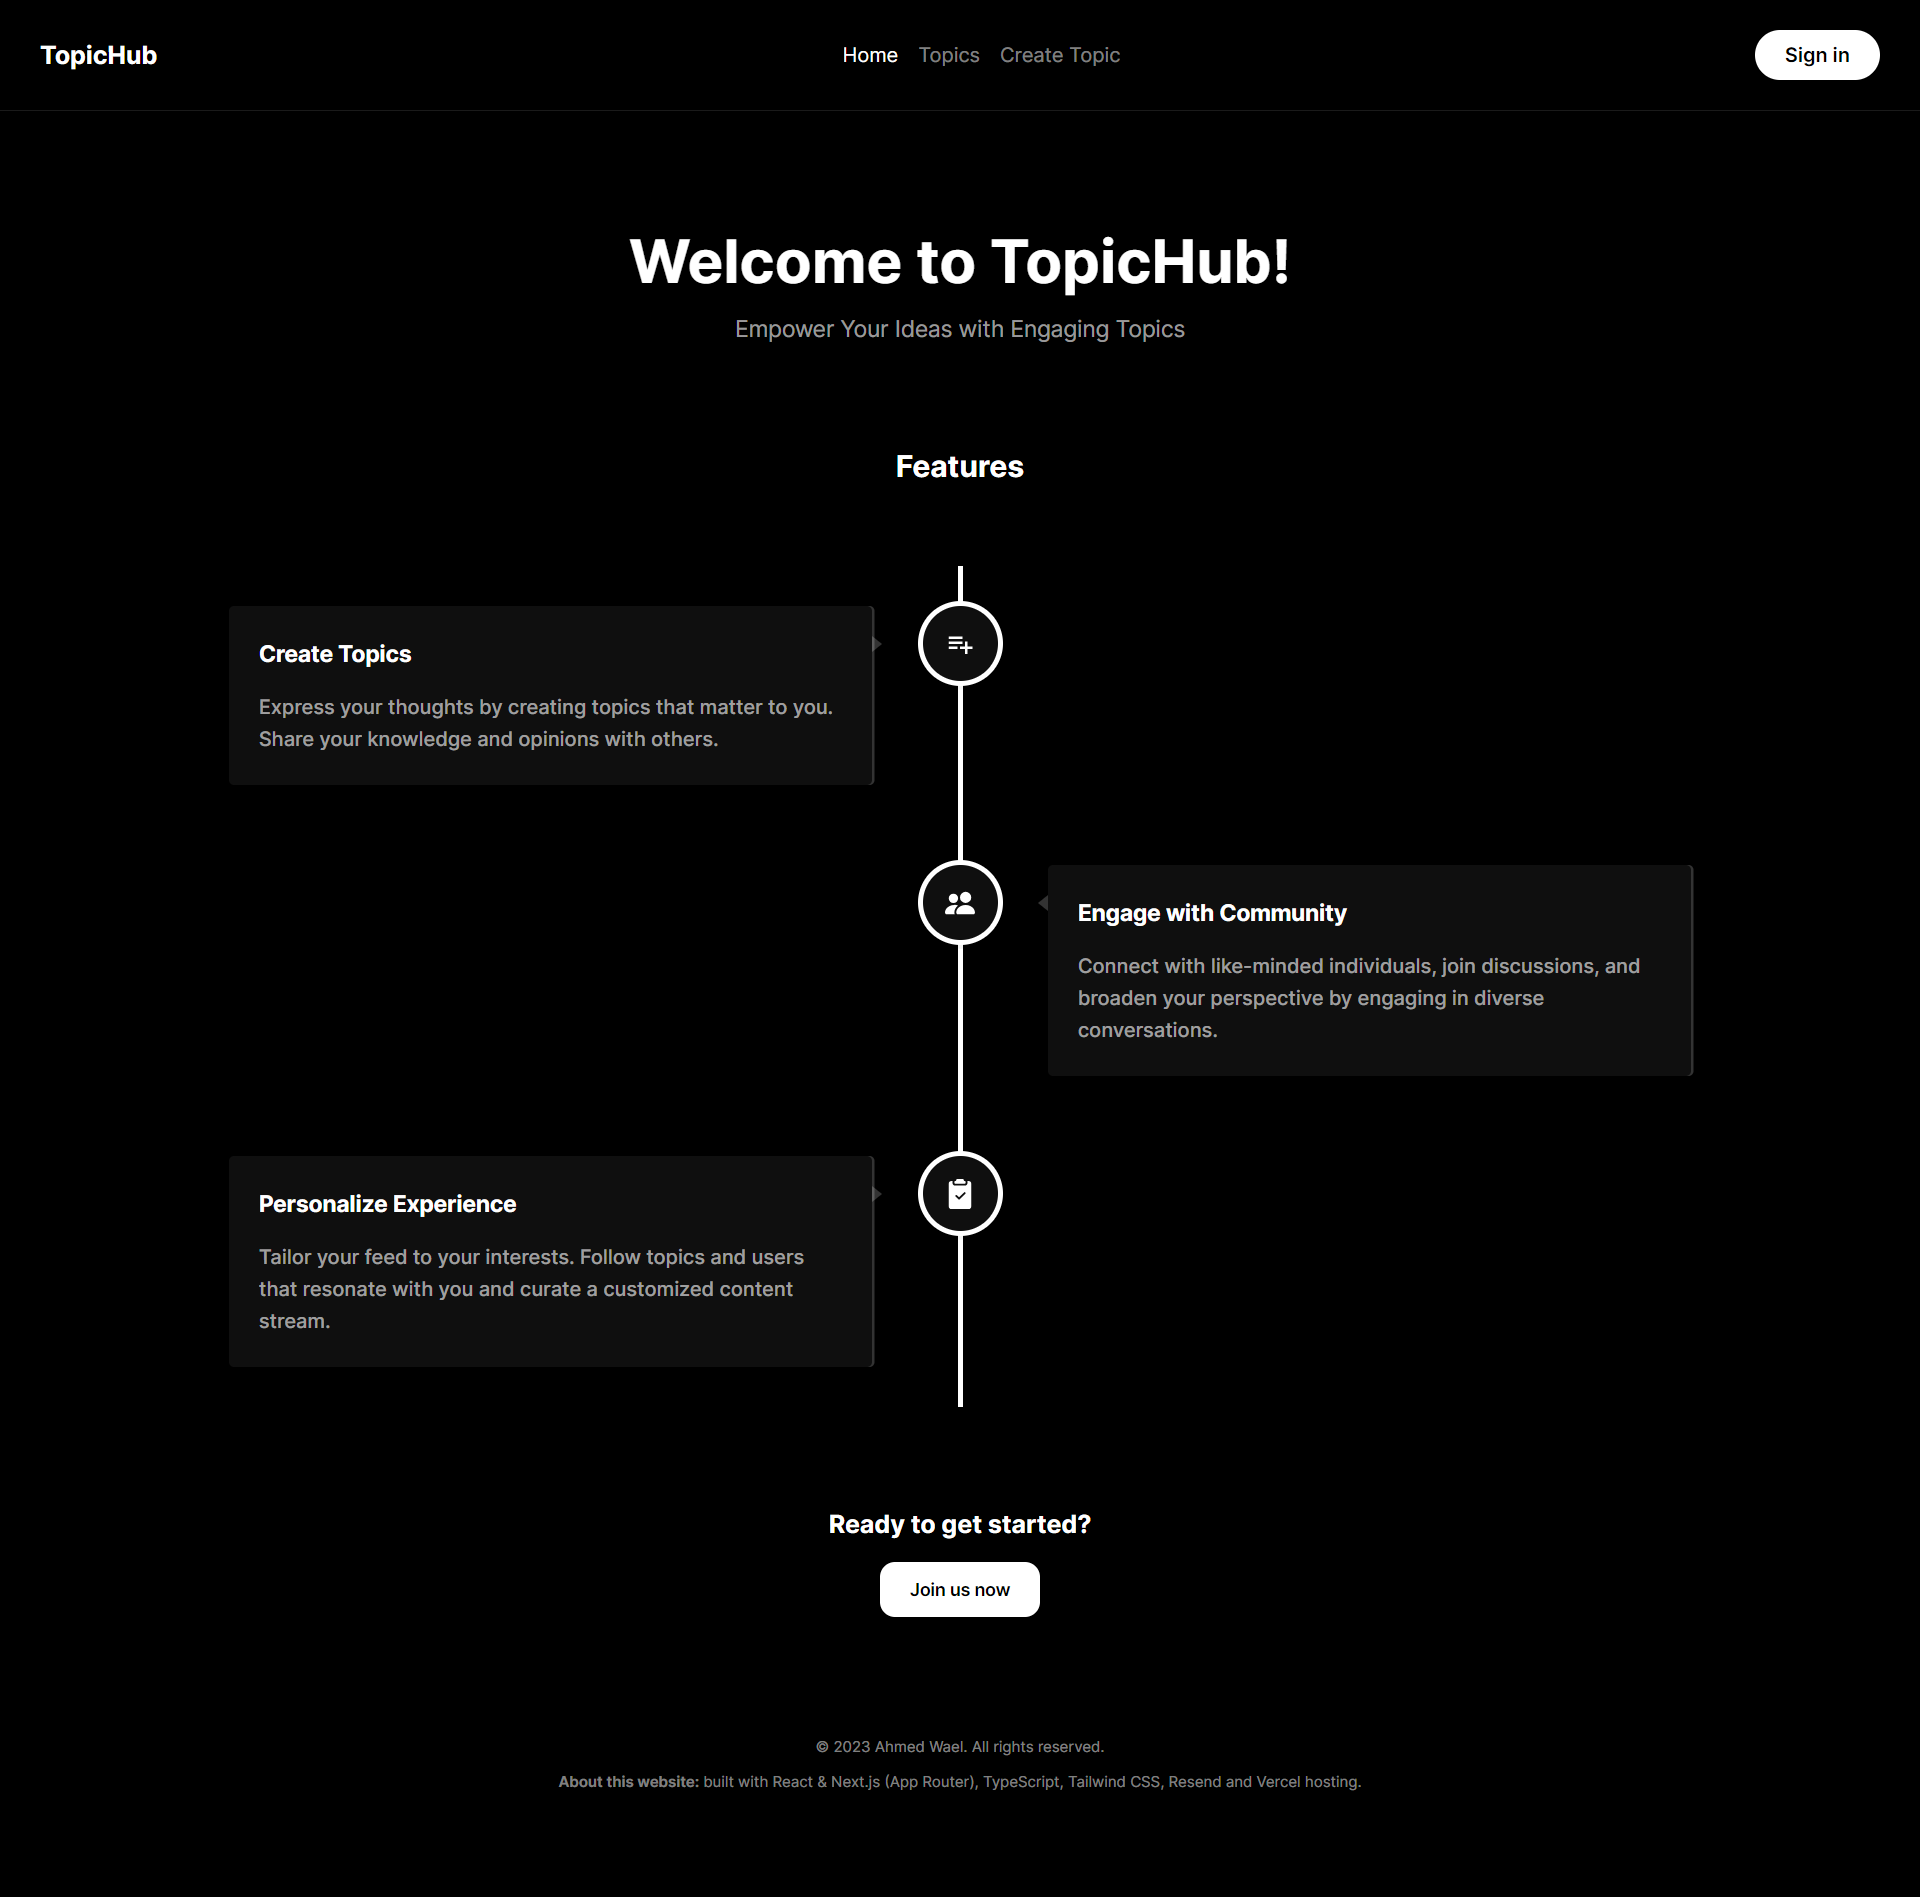 TopicHub
Home Topics Create Topic
Sign in
Welcome to TopicHub!
Empower Your Ideas with Engaging Topics
Features
Create Topics
Express your thoughts by creating topics that matter to you.
Share your knowledge and opinions with others.
Engage with Community
Connect with like-minded individuals, join discussions, and
broaden your perspective by engaging in diverse
conversations.
Personalize Experience
Tailor your feed to your interests. Follow topics and users
that resonate with you and curate a customized content
stream.
Ready to get started?
Join us now
© 2023 Ahmed Wael. All rights reserved.
About this website: built with React & Next.js (App Router), TypeScript, Tailwind CSS, Resend and Vercel hosting.